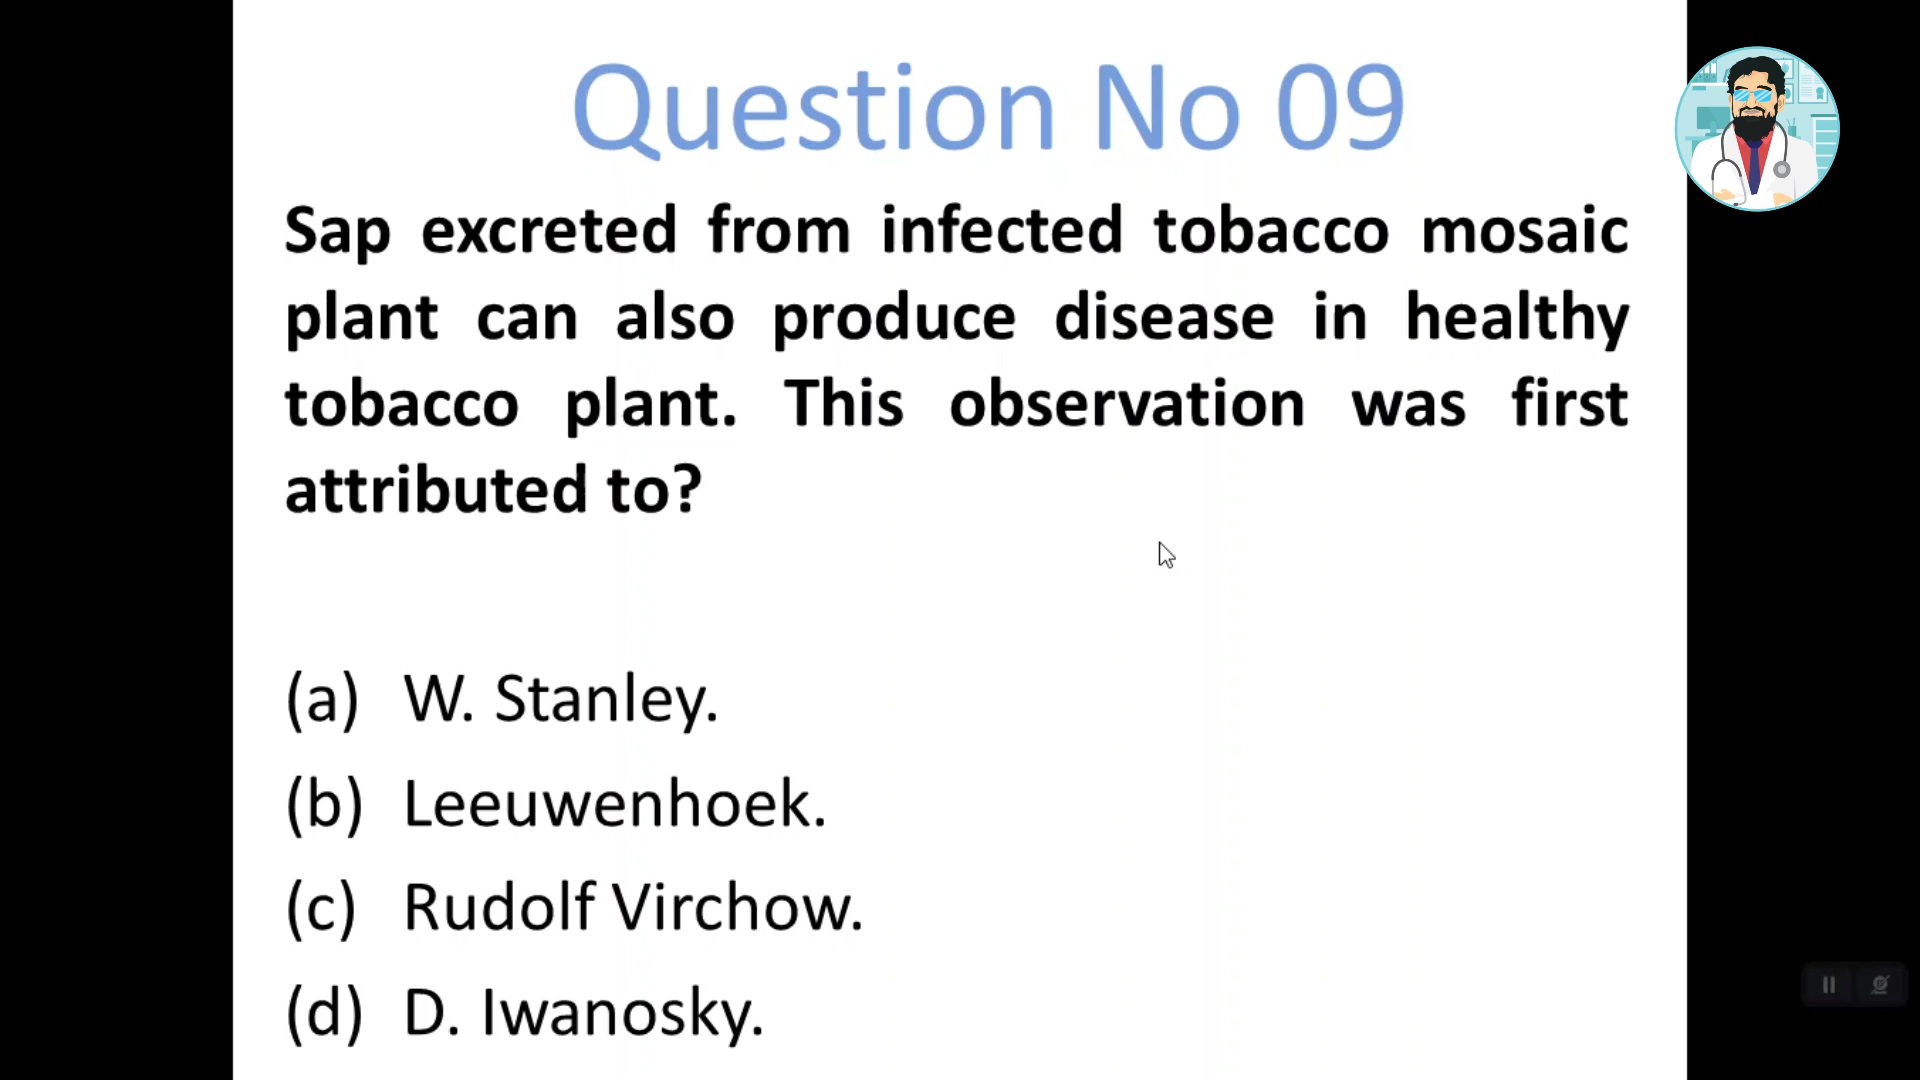 Question No 09
Sap excreted from infected tobacco mosaic
plant can also produce disease in healthy
tobacco plant. This observation was first
attributed to?
(a) W. Stanley.
(b) Leeuwenhoek.
(c) Rudolf Virchow.
(d) D. Iwanosky.